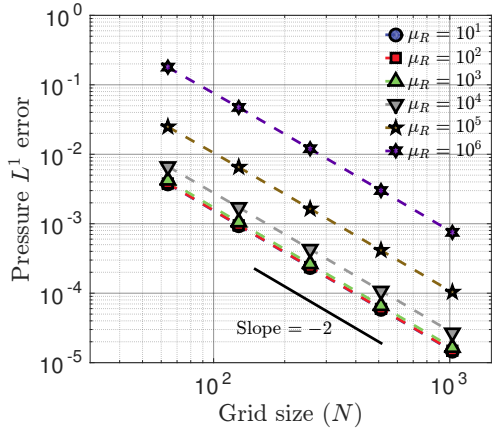 10^0
10^{-1}
10^{-2}
10^{-3}
10^{-4}
10^{-5}
Pressure L^1 error
μ_R = 10^1
μ_R = 10^2
μ_R = 10^3
μ_R = 10^4
μ_R = 10^5
μ_R = 10^6
Slope = −2
10^2
10^3
Grid size (N)